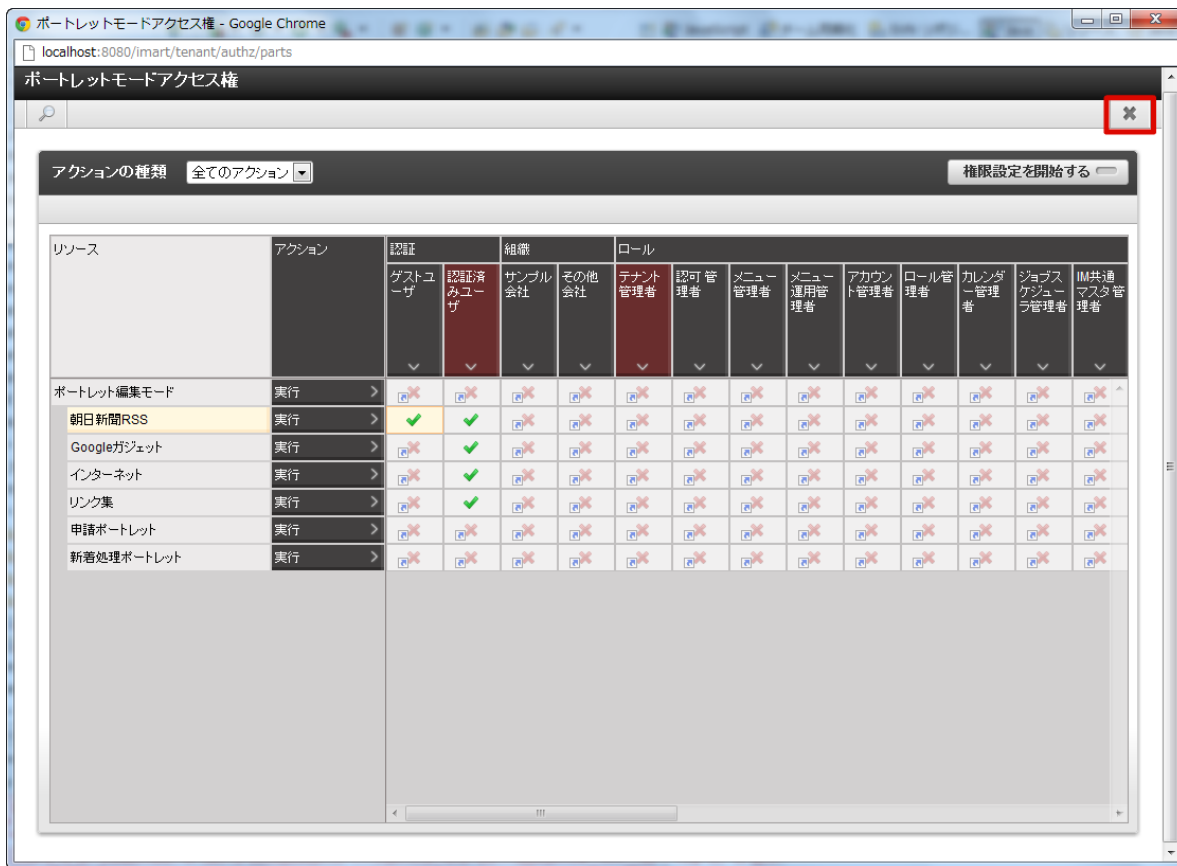 ポートレットモードアクセス権 - Google Chrome
localhost:8080/imart/tenant/authz/parts
ポートレットモードアクセス権
アクションの種類 全てのアクション 権限設定を開始する
リソース アクション 認証 組織 ロール
ゲストユーザ 認証済みユーザ サンプル会社 その他会社 テナント管理者 認可管理者 メニュー管理者 メニュー運用管理者 アカウント管理者 ロール管理者 カレンダー管理者 ジョブスケジューラ管理者 IM共通マスタ管理者
ポートレット編集モード 実行
朝日新聞RSS 実行
Googleガジェット 実行
インターネット 実行
リンク集 実行
申請ポートレット 実行
新着処理ポートレット 実行